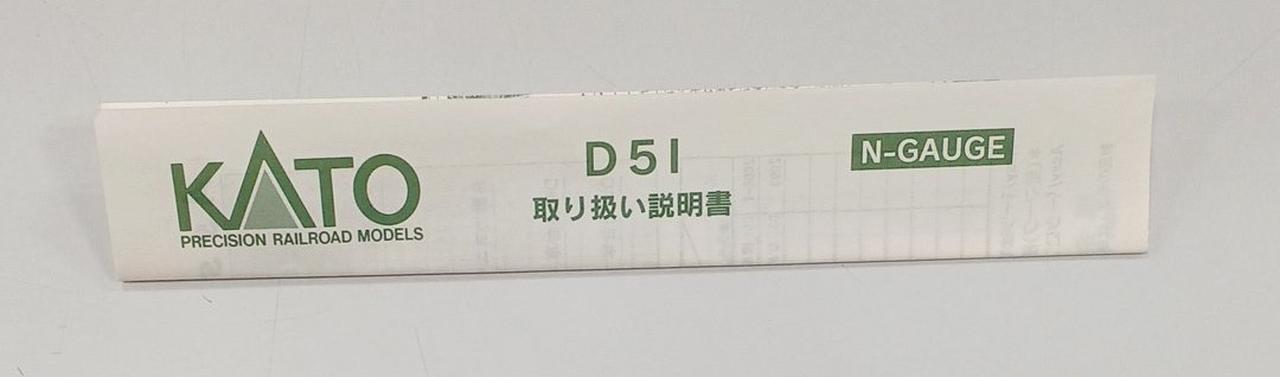 KATO
PRECISION RAILROAD MODELS
D51
取り扱い説明書
N-GAUGE